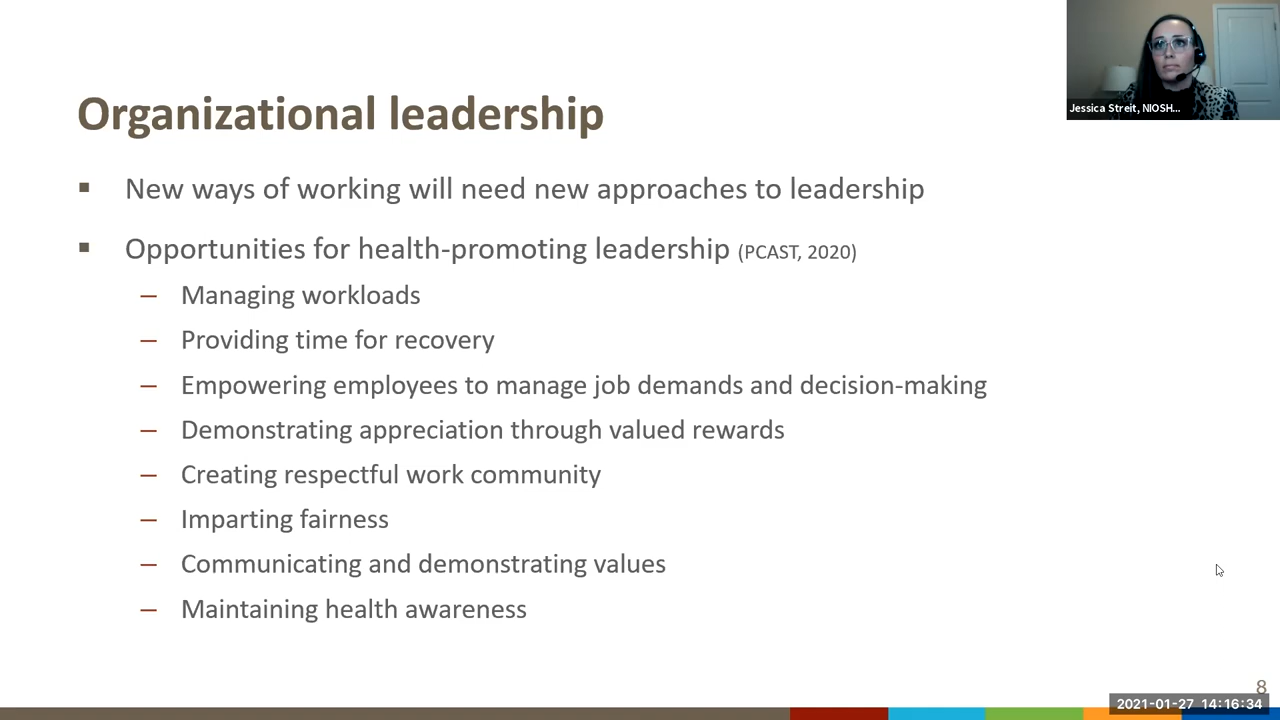 Jessica Streit, NIOSH...
Organizational leadership
▪ New ways of working will need new approaches to leadership
▪ Opportunities for health-promoting leadership (PCAST, 2020)
– Managing workloads
– Providing time for recovery
– Empowering employees to manage job demands and decision-making
– Demonstrating appreciation through valued rewards
– Creating respectful work community
– Imparting fairness
– Communicating and demonstrating values
– Maintaining health awareness
8
2021-01-27 14:16:34